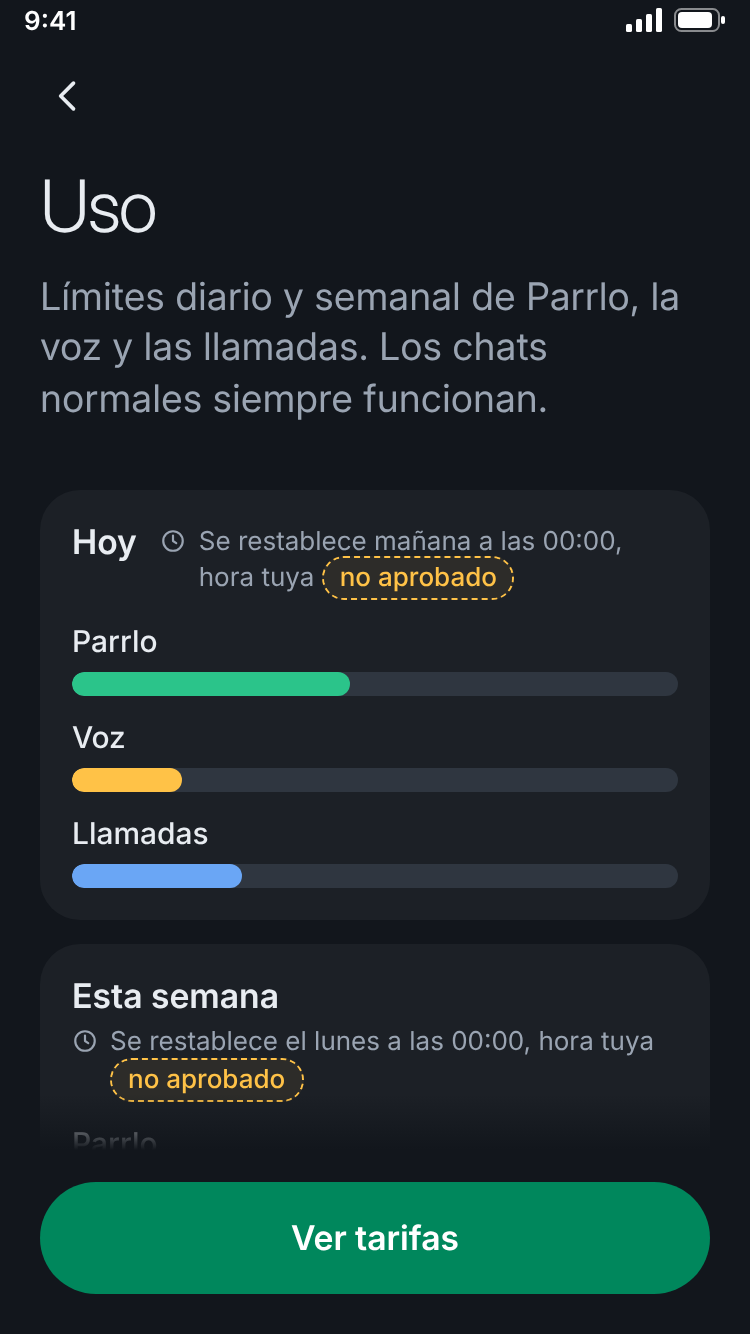 9:41
Uso
Límites diario y semanal de Parrlo, la
voz y las llamadas. Los chats
normales siempre funcionan.
Hoy Se restablece mañana a las 00:00,
hora tuya no aprobado
Parrlo
Voz
Llamadas
Esta semana
Se restablece el lunes a las 00:00, hora tuya
no aprobado
Parrlo
Ver tarifas